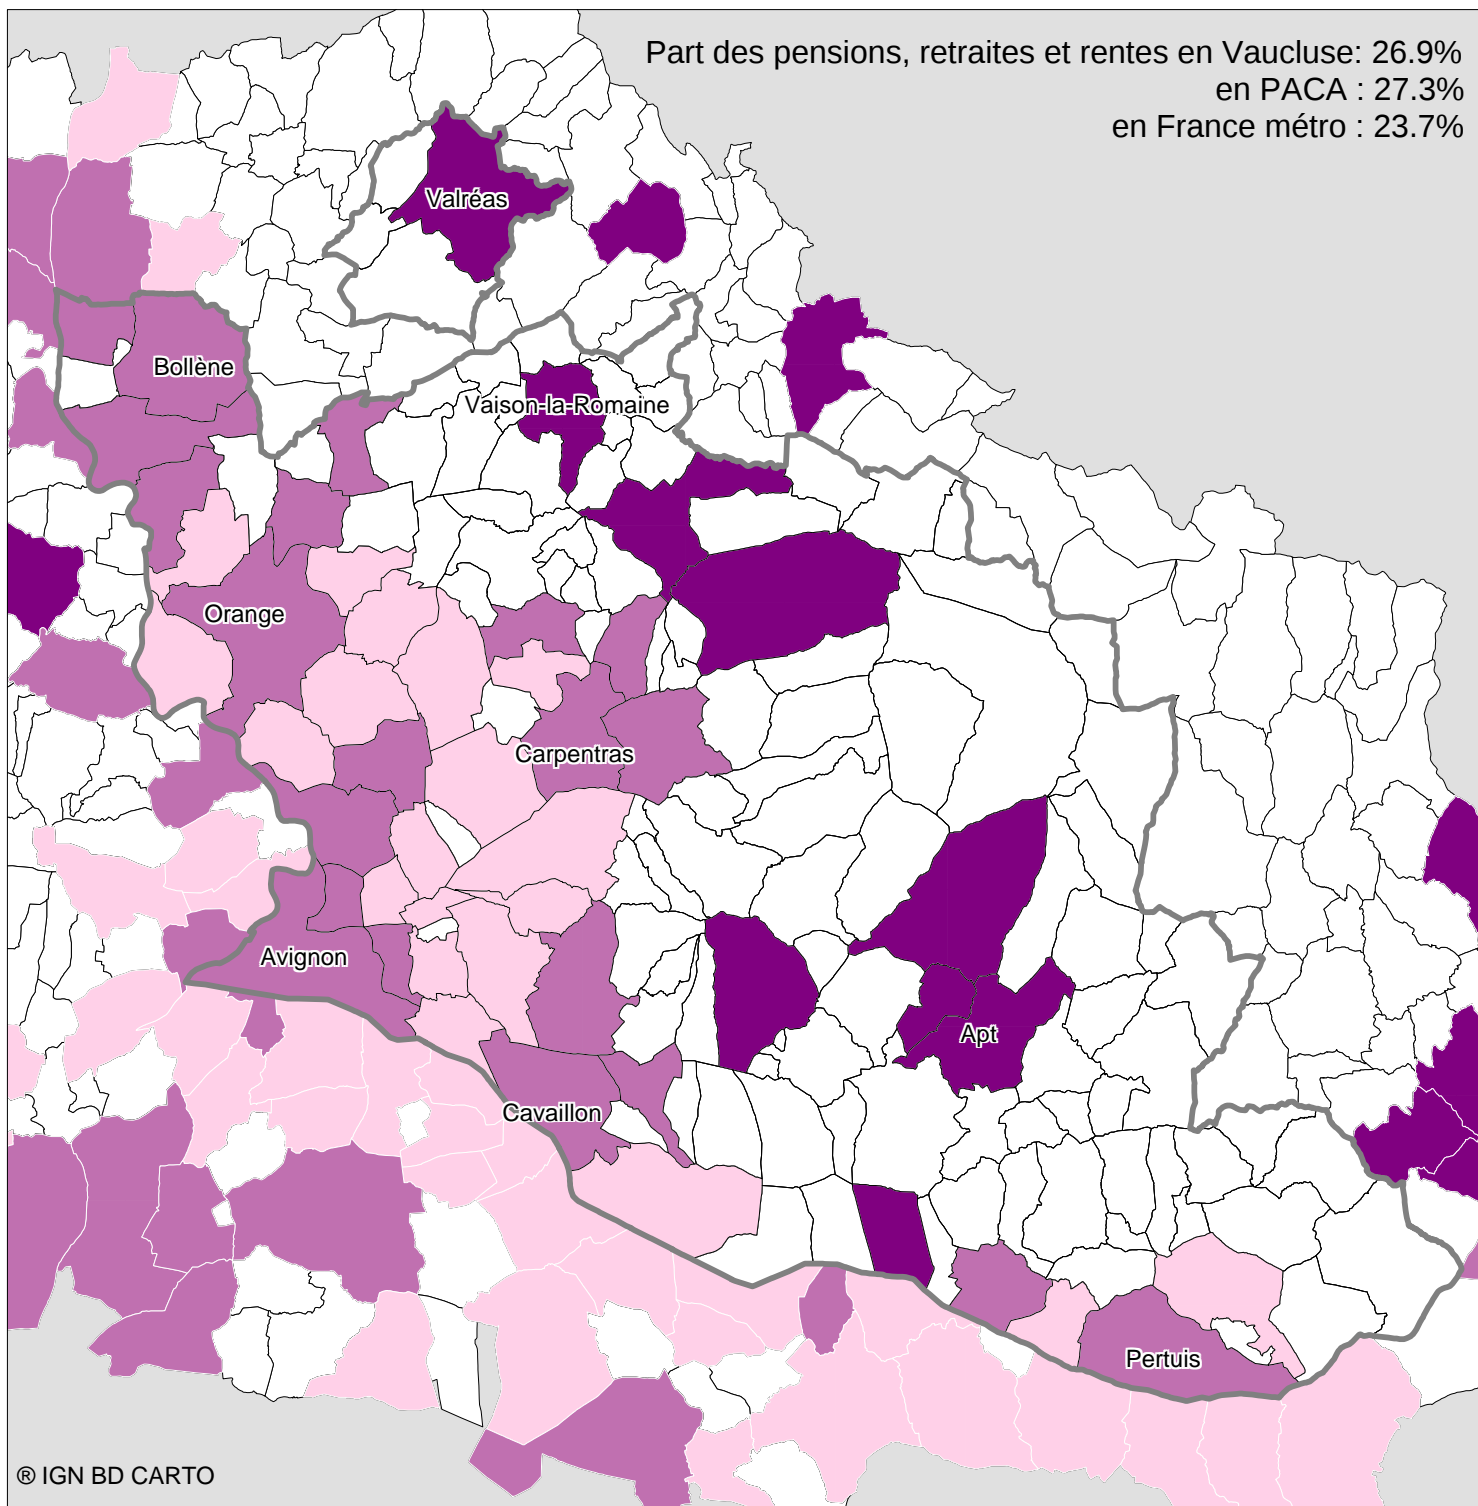 Part des pensions, retraites et rentes en Vaucluse: 26.9%
en PACA : 27.3%
en France métro : 23.7%
Valréas
Bollène
Vaison-la-Romaine
Orange
Carpentras
Avignon
Apt
Cavaillon
Pertuis
® IGN BD CARTO